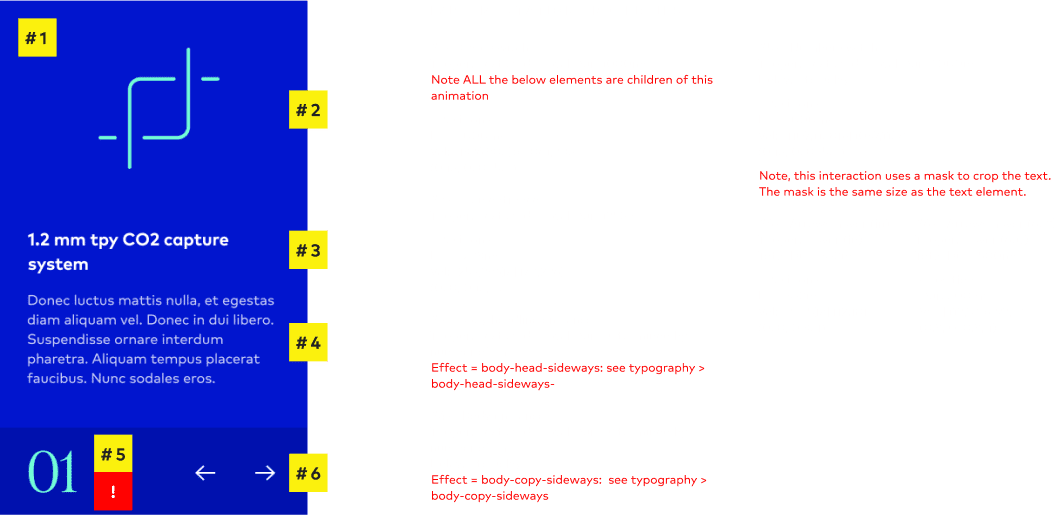 #1
#2
Note ALL the below elements are children of this
animation
Note, this interaction uses a mask to crop the text.
The mask is the same size as the text element.
1.2 mm tpy CO2 capture
system
#3
Donec luctus mattis nulla, et egestas
diam aliquam vel. Donec in dui libero.
Suspendisse ornare interdum
pharetra. Aliquam tempus placerat
faucibus. Nunc sodales eros.
#4
Effect = body-head-sideways: see typography >
body-head-sideways-
01
#5
!
← →
#6
Effect = body-copy-sideways:  see typography >
body-copy-sideways